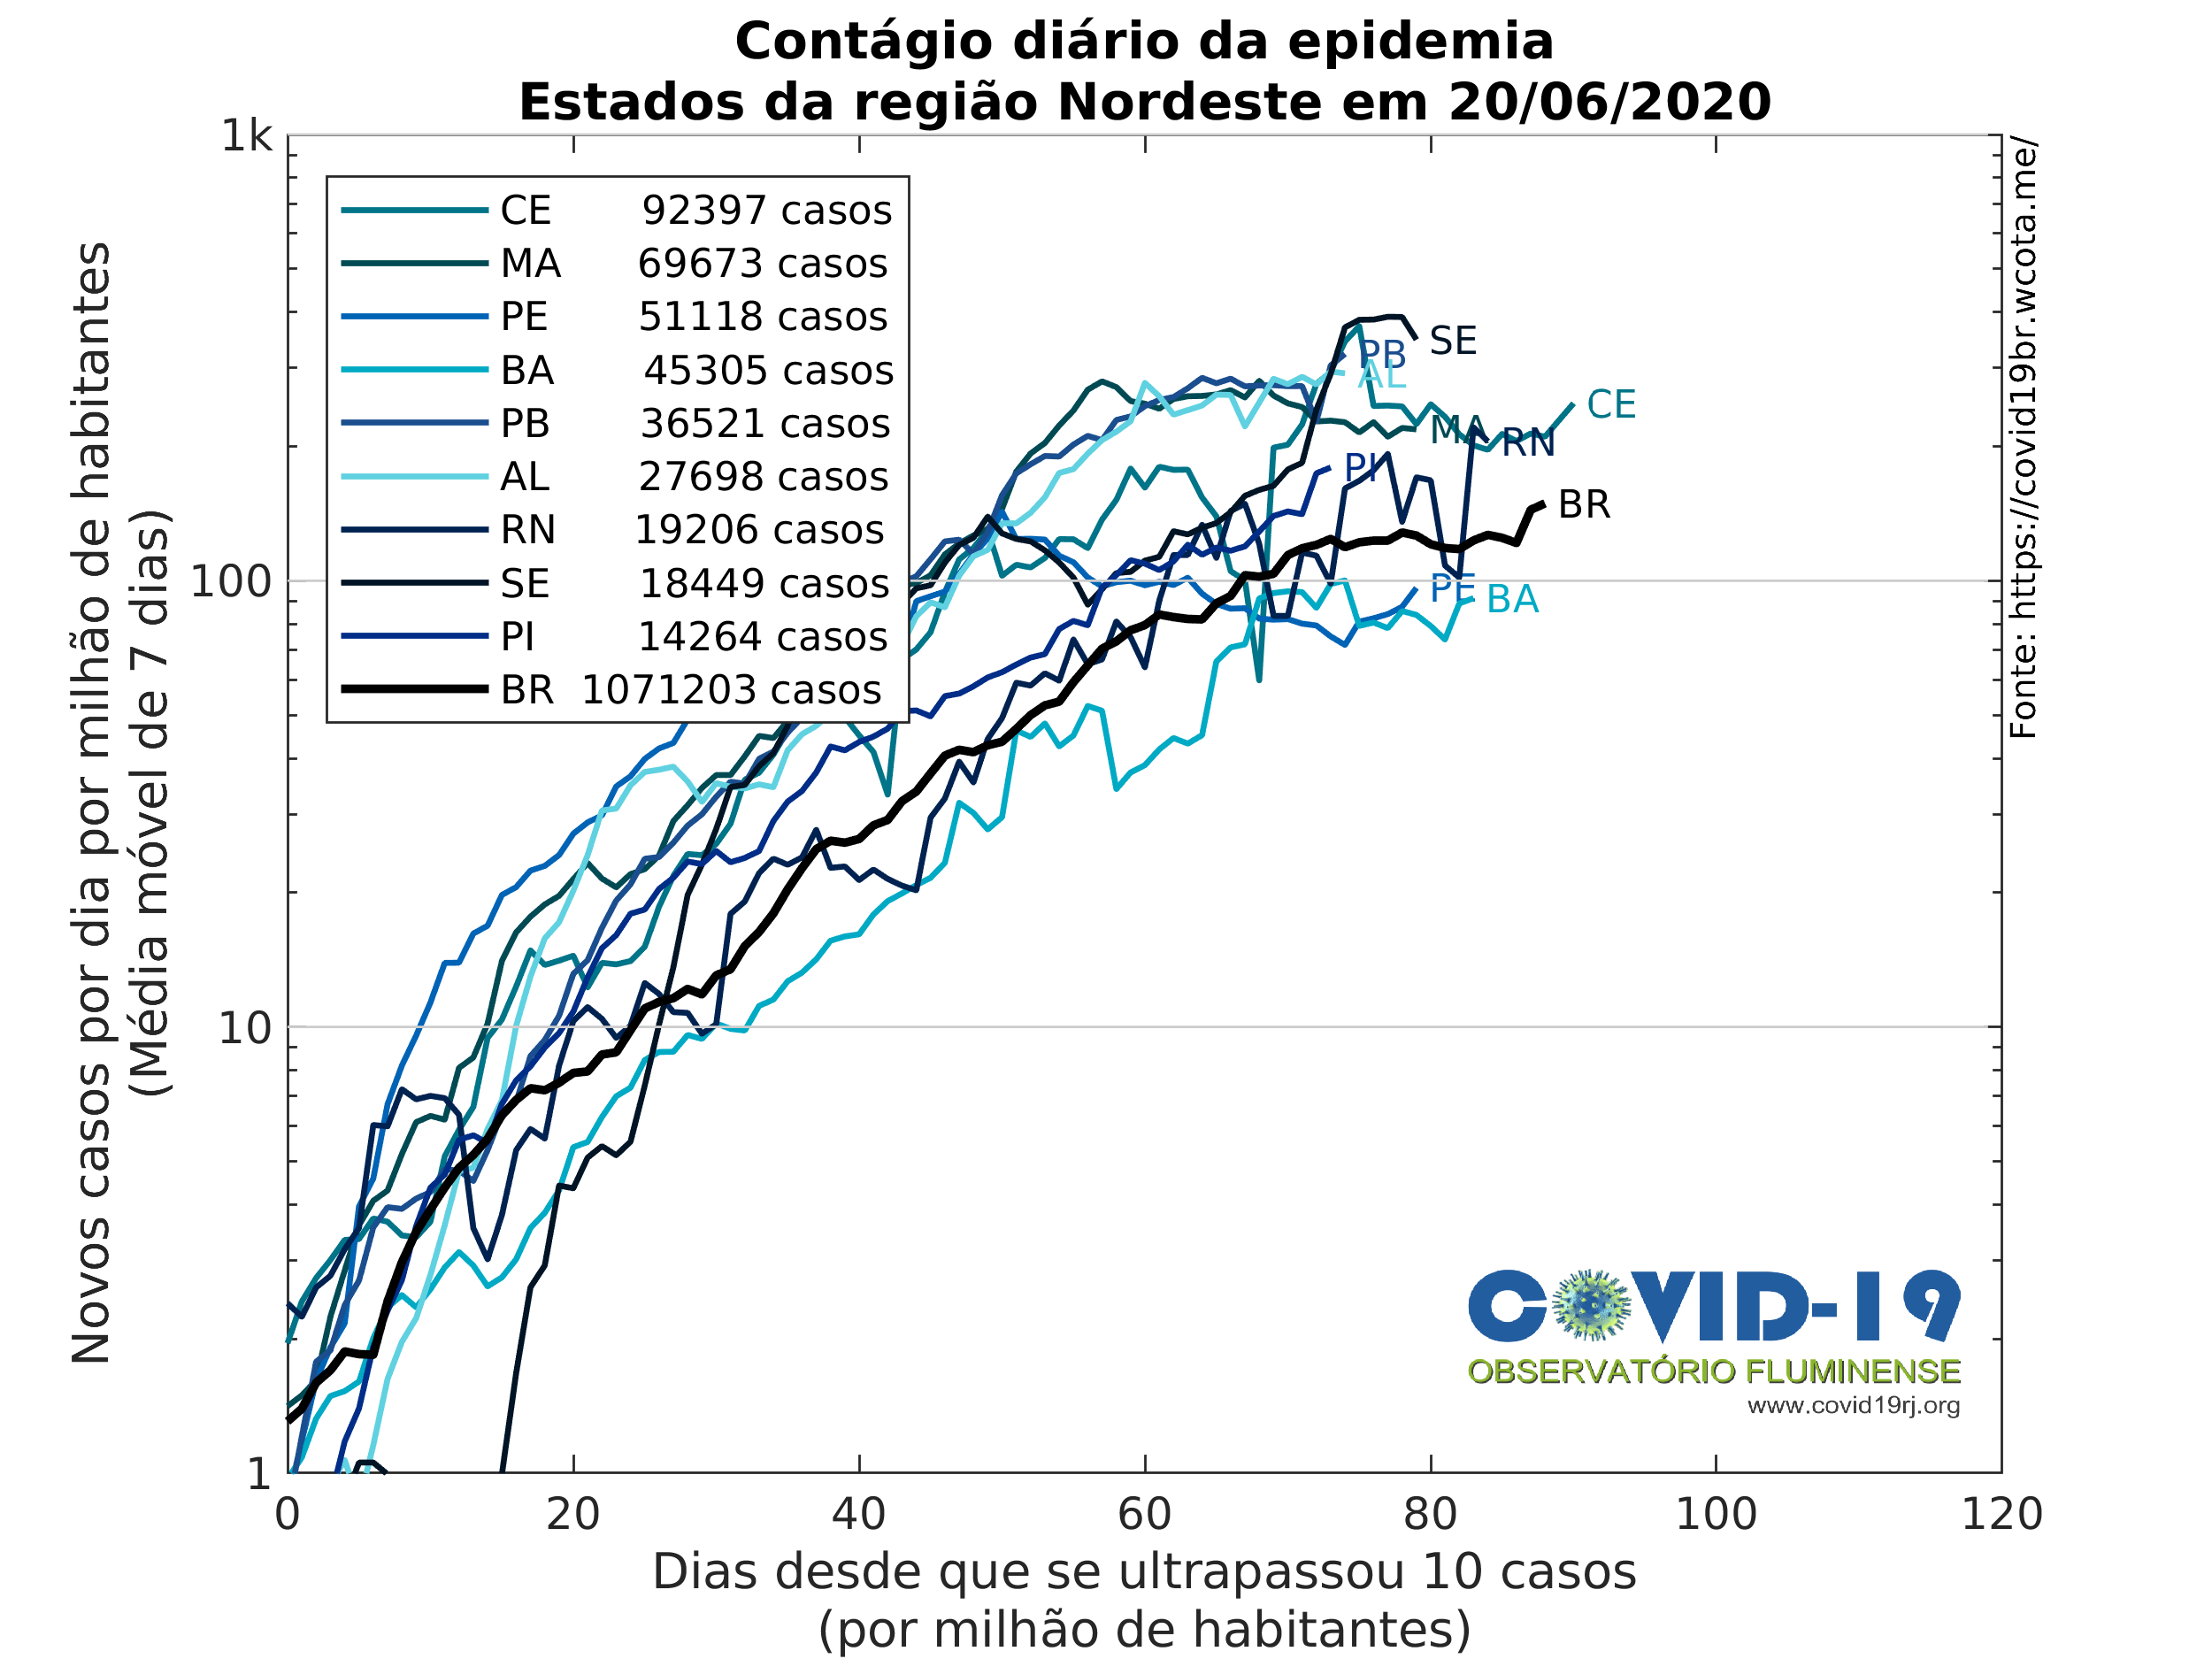 Contágio diário da epidemia
Estados da região Nordeste em 20/06/2020
Novos casos por dia por milhão de habitantes
(Média móvel de 7 dias)
1k
100
10
1
CE 92397 casos
MA 69673 casos
PE 51118 casos
BA 45305 casos
PB 36521 casos
AL 27698 casos
RN 19206 casos
SE 18449 casos
PI 14264 casos
BR 1071203 casos
SE
PB
AL
CE
MA
RN
PI
BR
PE
BA
Fonte: https://covid19br.wcota.me/
COVID-19
OBSERVATÓRIO FLUMINENSE
www.covid19rj.org
0 20 40 60 80 100 120
Dias desde que se ultrapassou 10 casos
(por milhão de habitantes)